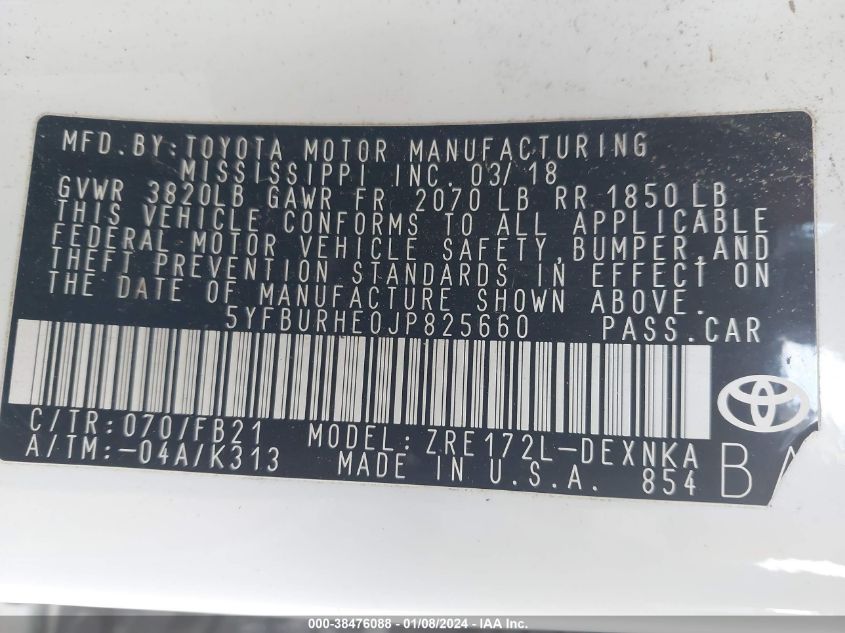 MFD.BY:TOYOTA MOTOR MANUFACTURING
MISSISSIPPI INC 03/18
GVWR 3820LB GAWR FR 2070 LB RR 1850 LB
THIS VEHICLE CONFORMS TO ALL APPLICABLE
FEDERAL MOTOR VEHICLE SAFETY,BUMPER,AND
THEFT PREVENTION STANDARDS IN EFFECT ON
THE DATE OF MANUFACTURE SHOWN ABOVE.
5YFBURHE0JP825660 PASS.CAR
C/TR:070/FB21 MODEL:ZRE172L-DEXNKA
A/TM:-04A/K313 MADE IN U.S.A. 854 BA
000-38476088 - 01/08/2024 - IAA Inc.